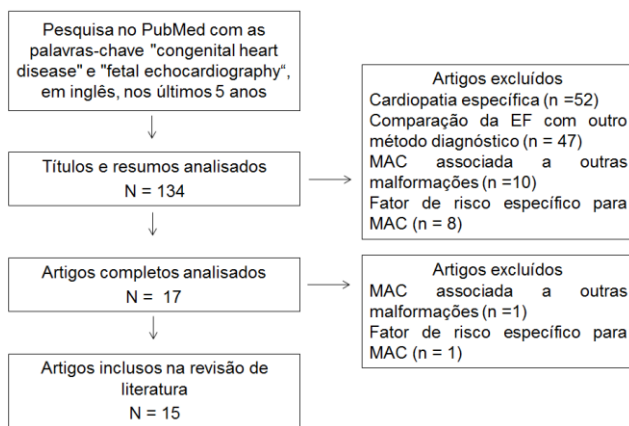 Pesquisa no PubMed com as
palavras-chave "congenital heart
disease" e "fetal echocardiography“,
em inglês, nos últimos 5 anos
Títulos e resumos analisados
N = 134
Artigos excluídos
Cardiopatia específica (n =52)
Comparação da EF com outro
método diagnóstico (n = 47)
MAC associada a outras
malformações (n =10)
Fator de risco específico para
MAC (n = 8)
Artigos completos analisados
N = 17
Artigos excluídos
MAC associada a outras
malformações (n =1)
Fator de risco específico para
MAC (n = 1)
Artigos inclusos na revisão de
literatura
N = 15